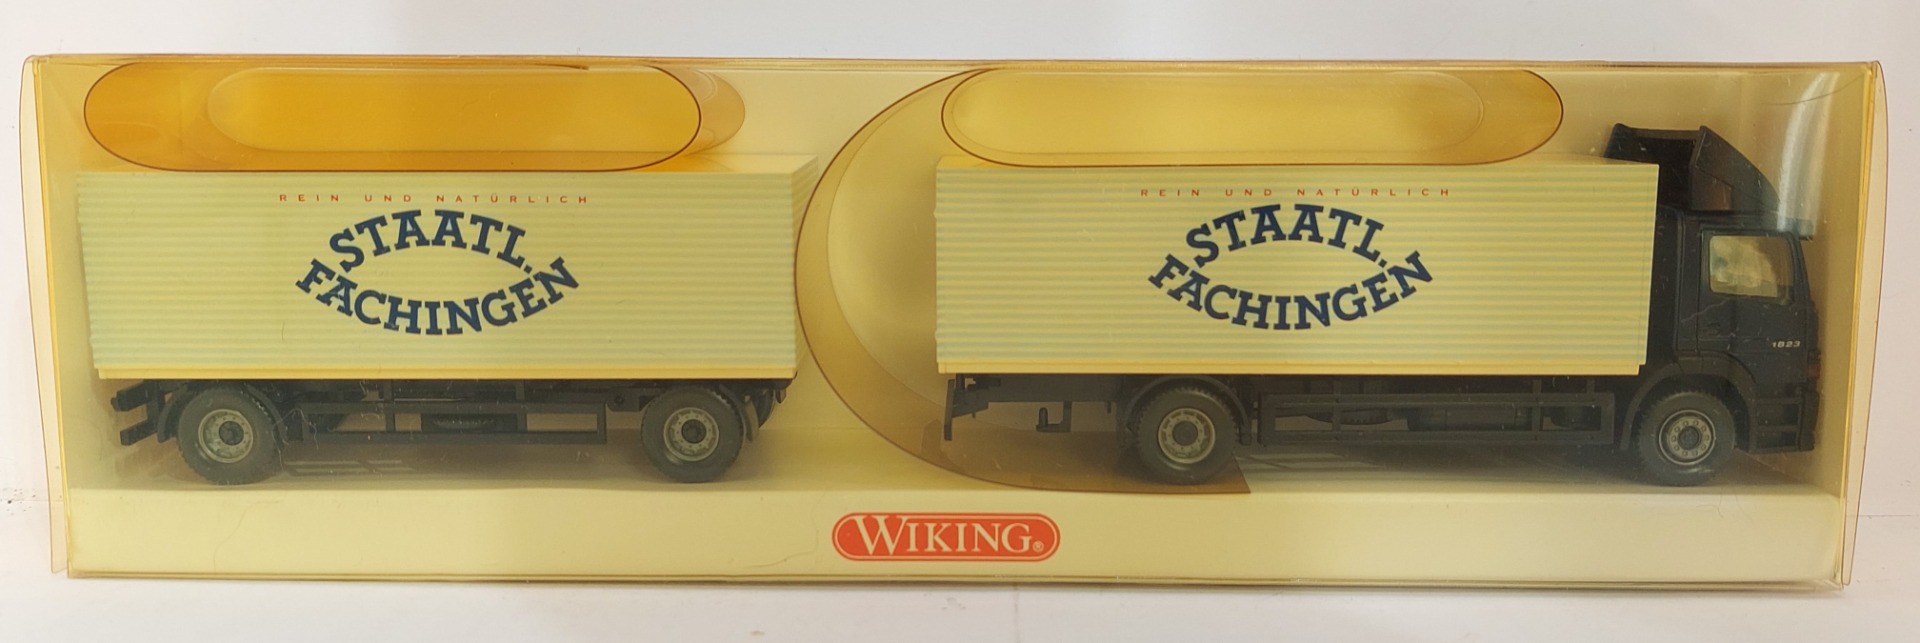 REIN UND NATÜRLICH
STAATL.
FACHINGEN
REIN UND NATÜRLICH
STAATL.
FACHINGEN
1823
WIKING®